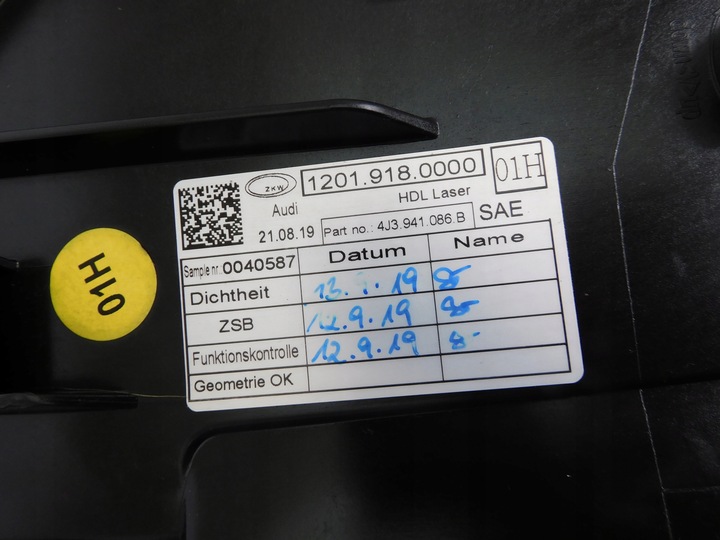 ZKW
1201.918.0000
01H
Audi
HDL Laser
21.08.19
Part no.: 4J3.941.086.B
SAE
Sample nr.: 0040587
Datum
Name
Dichtheit
13.9.19
ZSB
12.9.19
Funktionskontrolle
12.9.19
Geometrie OK
01H